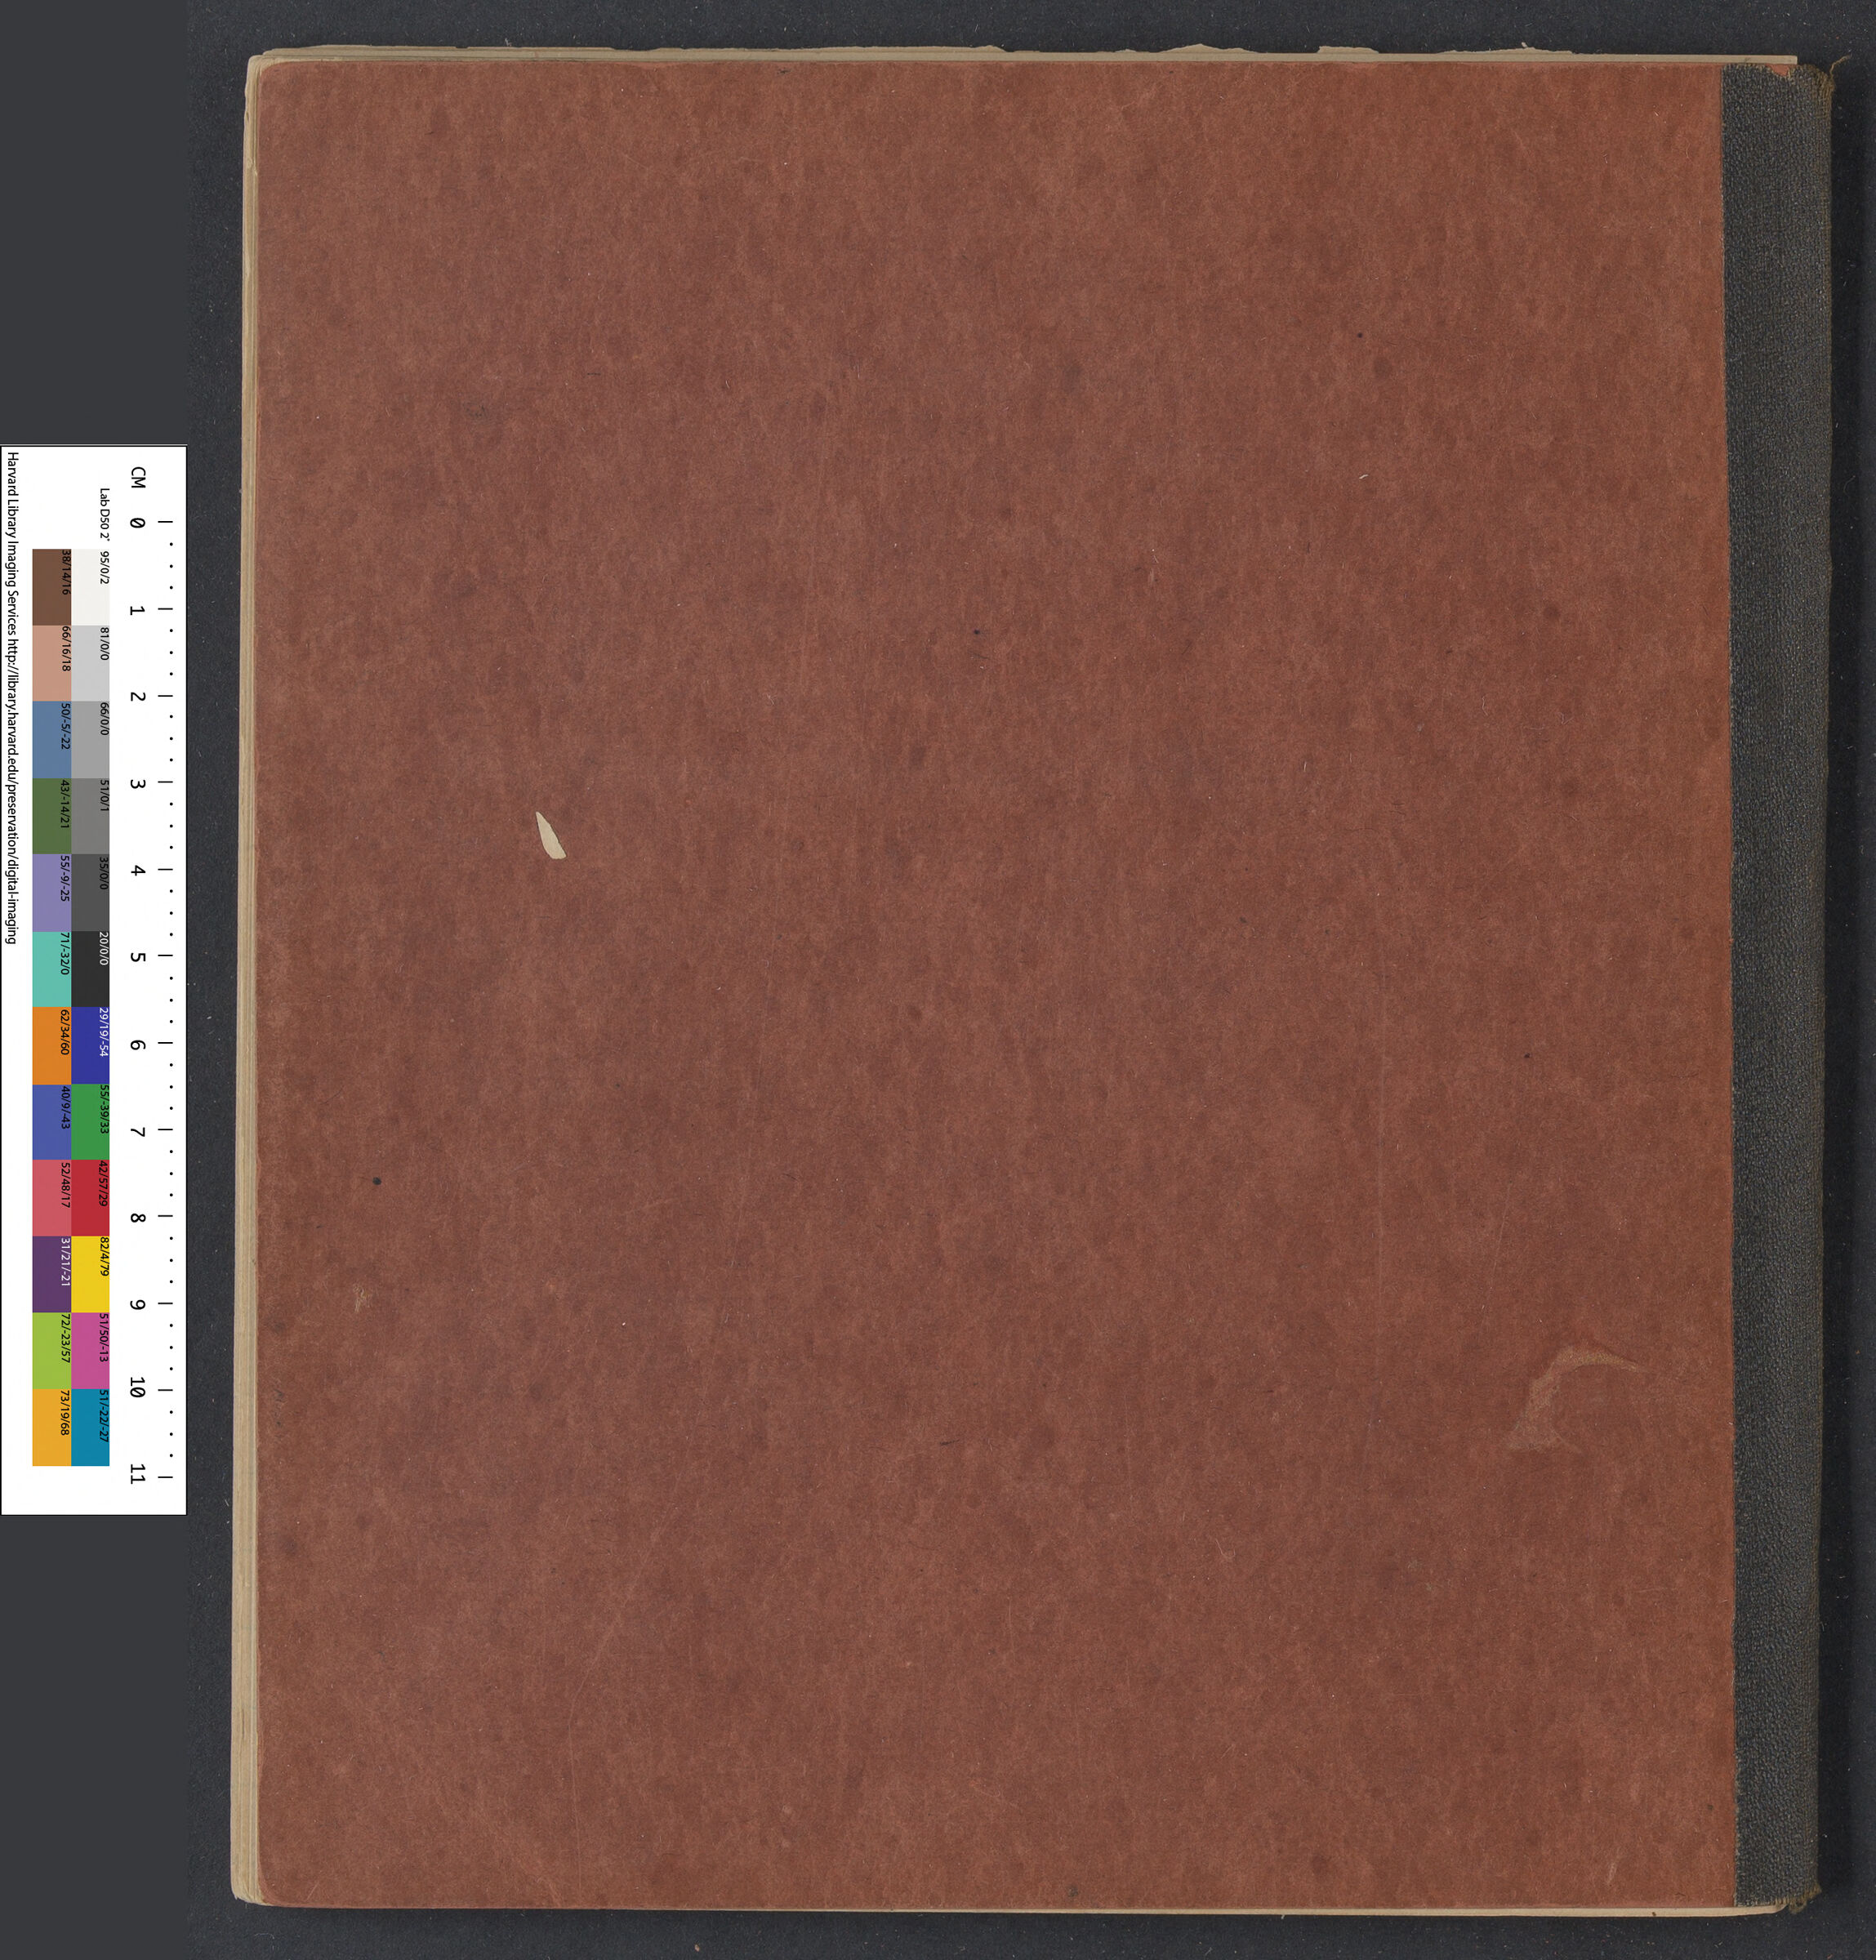 CM 0 1 2 3 4 5 6 7 8 9 10 11
Lab D50 2° 95/0/2 81/0/0 66/0/0 51/0/1 35/0/0 20/0/0 29/19/-54 55/-39/33 42/57/29 82/4/79 51/50/-13 51/-22/-27
38/14/16 66/16/18 50/-5/-22 43/-14/21 55/-9/-25 71/-32/0 62/34/60 40/9/-43 52/48/17 31/21/-21 72/-23/57 73/19/68
Harvard Library Imaging Services http://library.harvard.edu/preservation/digital-imaging